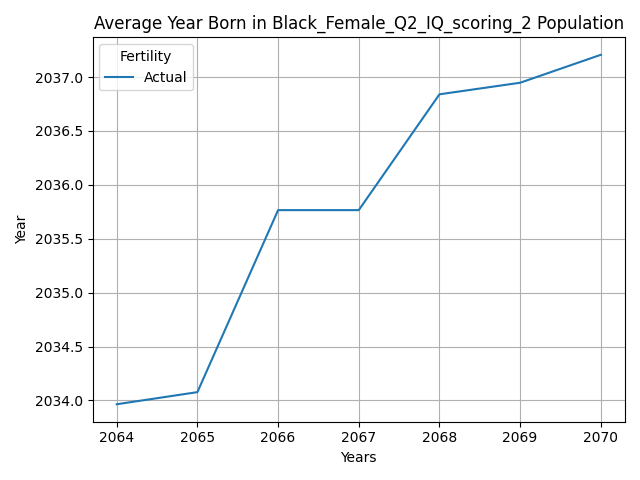 Average Year Born in Black_Female_Q2_IQ_scoring_2 Population
Fertility
Actual
Year
2037.0
2036.5
2036.0
2035.5
2035.0
2034.5
2034.0
2064 2065 2066 2067 2068 2069 2070
Years